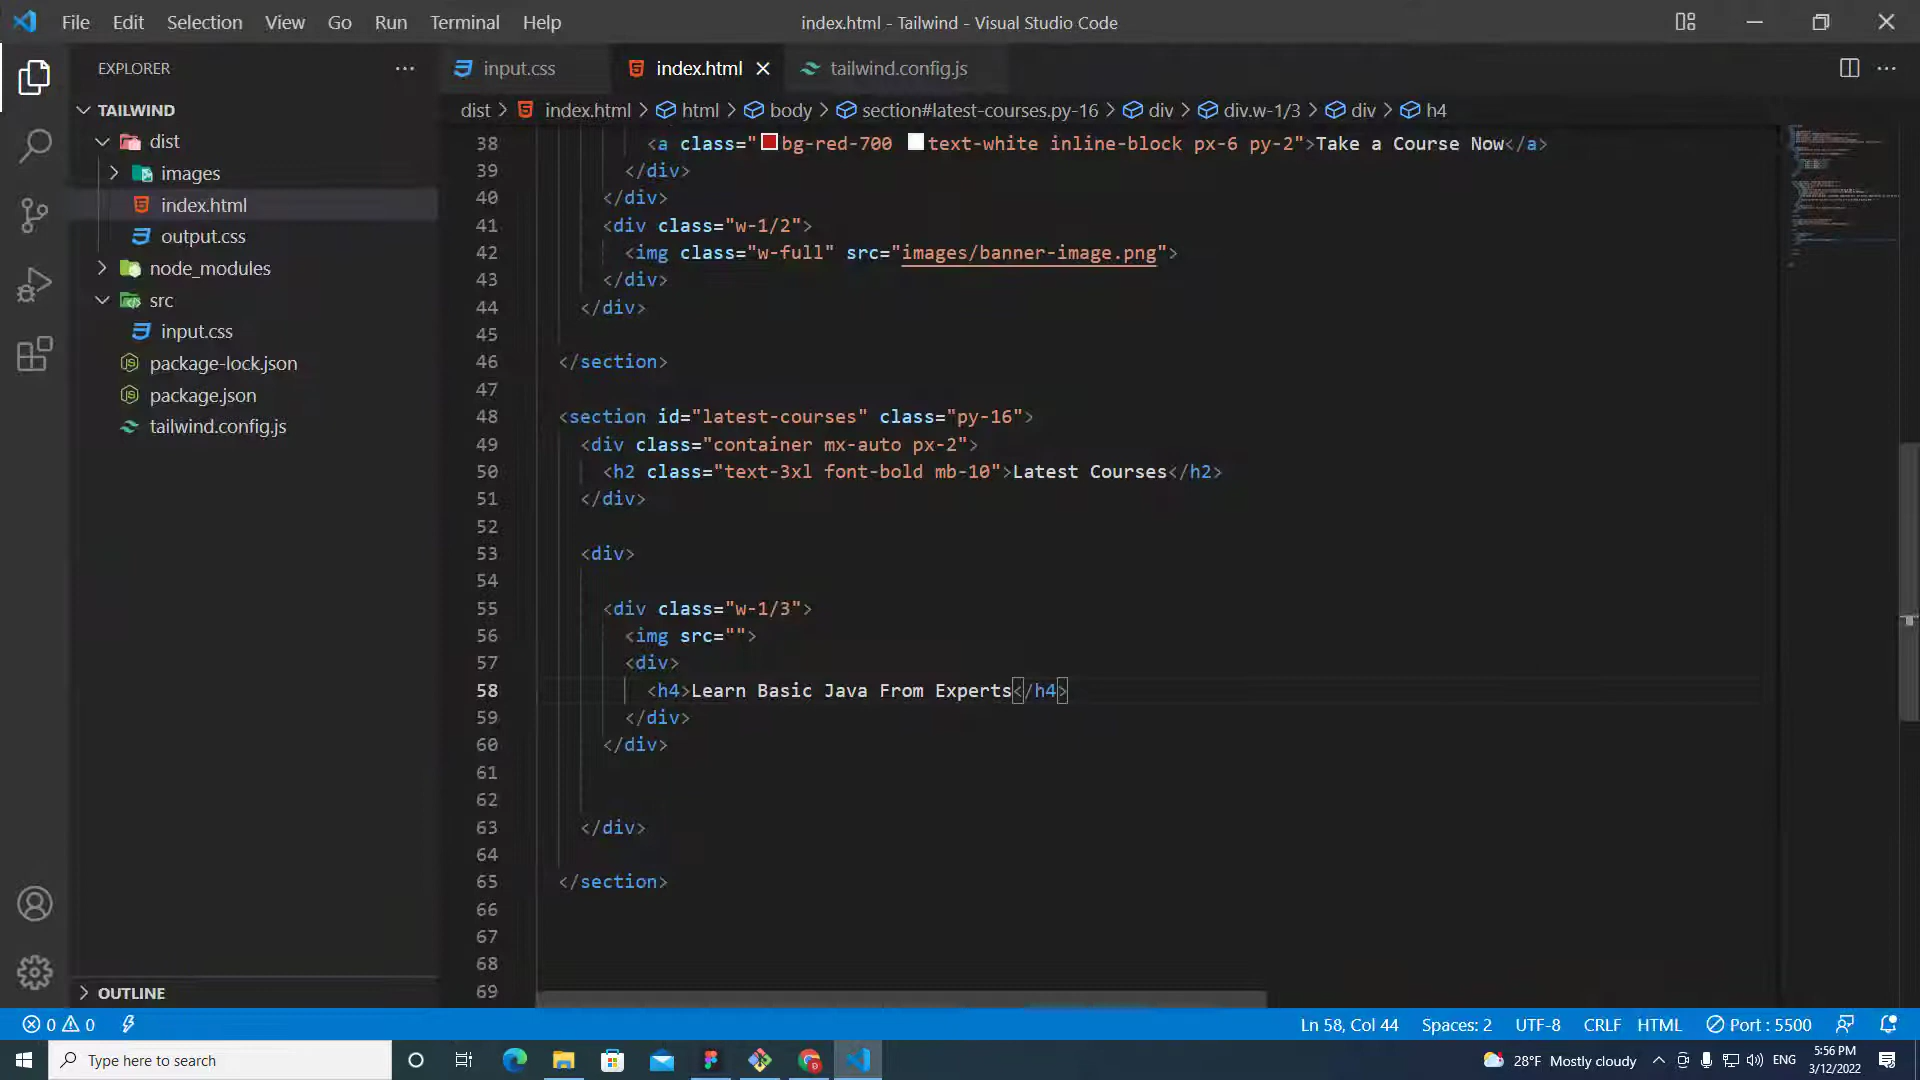 File Edit Selection View Go Run Terminal Help
index.html - Tailwind - Visual Studio Code
EXPLORER
input.css
index.html
tailwind.config.js
TAILWIND
dist
images
index.html
output.css
node_modules
src
input.css
package-lock.json
package.json
tailwind.config.js
OUTLINE
dist > index.html > html > body > section#latest-courses.py-16 > div > div.w-1/3 > div > h4
38 <a class="bg-red-700 text-white inline-block px-6 py-2">Take a Course Now</a>
39 </div>
40 </div>
41 <div class="w-1/2">
42 <img class="w-full" src="images/banner-image.png">
43 </div>
44 </div>
45
46 </section>
47
48 <section id="latest-courses" class="py-16">
49 <div class="container mx-auto px-2">
50 <h2 class="text-3xl font-bold mb-10">Latest Courses</h2>
51 </div>
52
53 <div>
54
55 <div class="w-1/3">
56 <img src="">
57 <div>
58 <h4>Learn Basic Java From Experts</h4>
59 </div>
60 </div>
61
62
63 </div>
64
65 </section>
66
67
68
69
0 0 Ln 58, Col 44 Spaces: 2 UTF-8 CRLF HTML Port : 5500
Type here to search
28°F Mostly cloudy
ENG
5:56 PM
3/12/2022